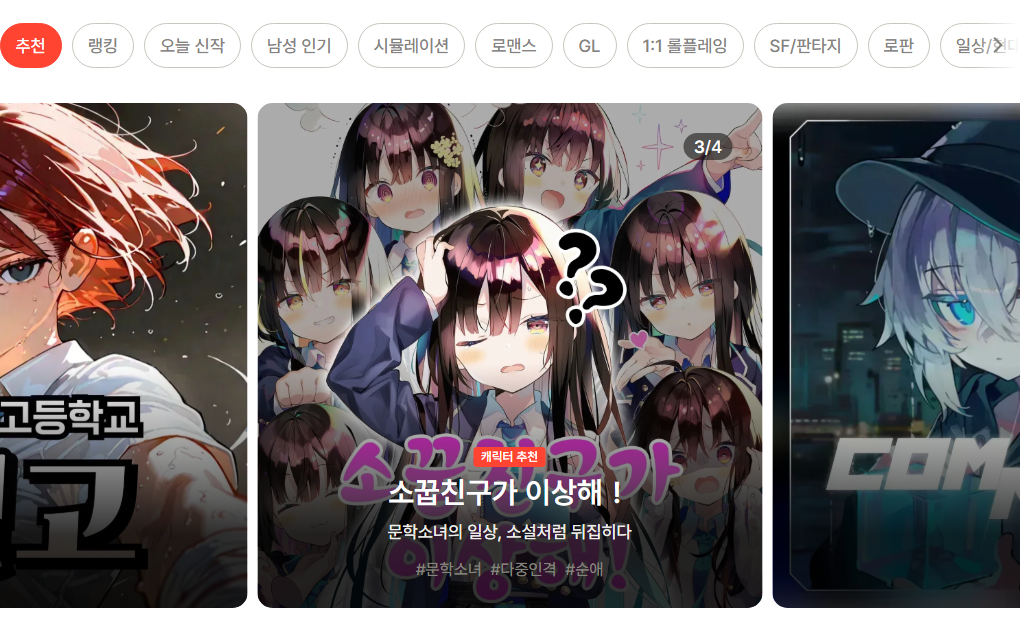 추천
랭킹
오늘 신작
남성 인기
시뮬레이션
로맨스
GL
1:1 롤플레잉
SF/판타지
로판
일상/현대
3/4
고등학교
고
소꿉친구가
이상해!
캐릭터 추천
소꿉친구가 이상해 !
문학소녀의 일상, 소설처럼 뒤집히다
#문학소녀 #다중인격 #순애
COM